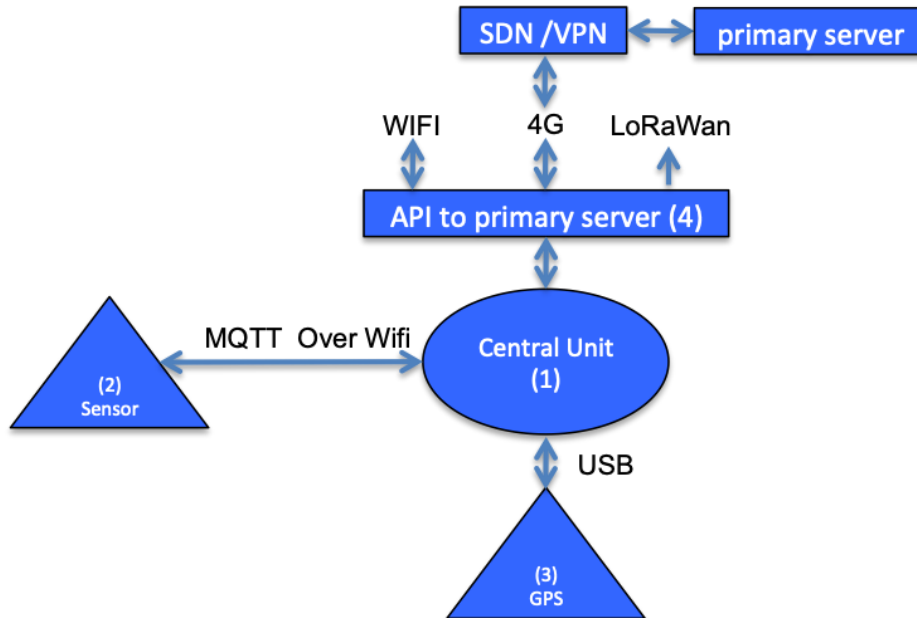 SDN /VPN
primary server
WIFI
4G
LoRaWan
API to primary server (4)
MQTT  Over Wifi
Central Unit
(1)
(2)
Sensor
USB
(3)
GPS